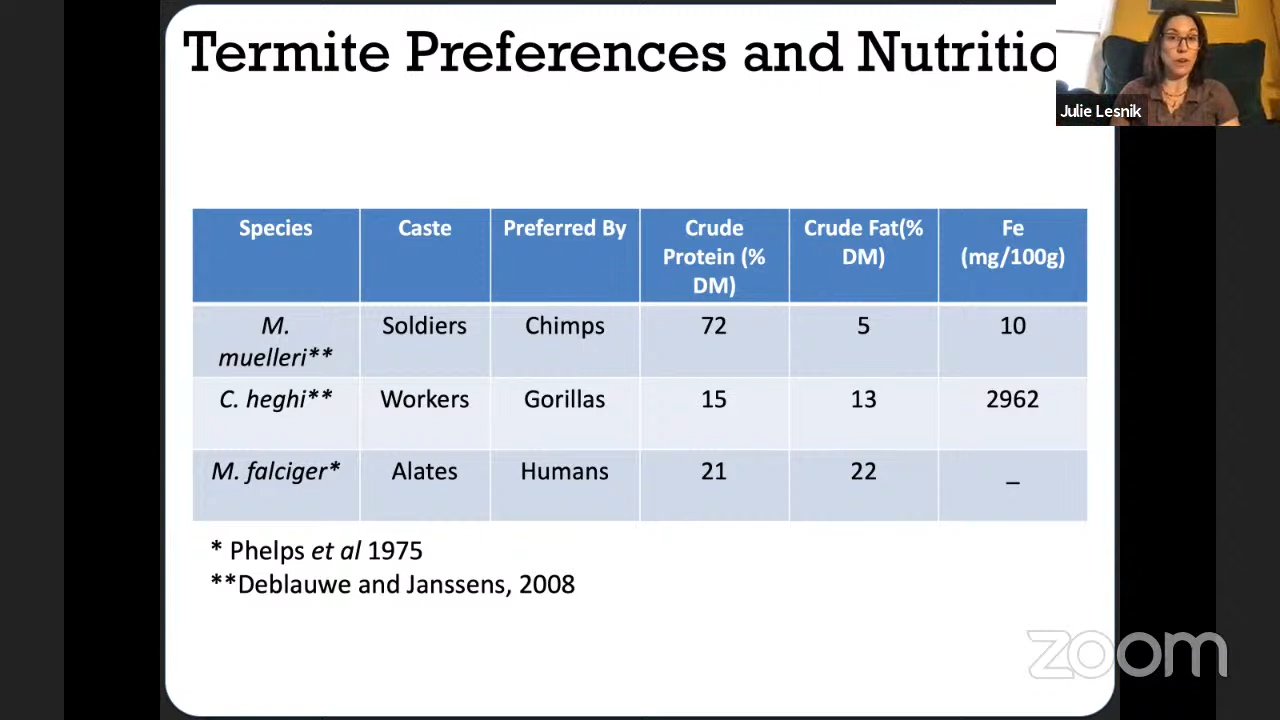 Termite Preferences and Nutritio
Julie Lesnik
Species Caste Preferred By Crude Protein (% DM) Crude Fat(% DM) Fe (mg/100g)
M. muelleri** Soldiers Chimps 72 5 10
C. heghi** Workers Gorillas 15 13 2962
M. falciger* Alates Humans 21 22 _
* Phelps et al 1975
**Deblauwe and Janssens, 2008
zoom